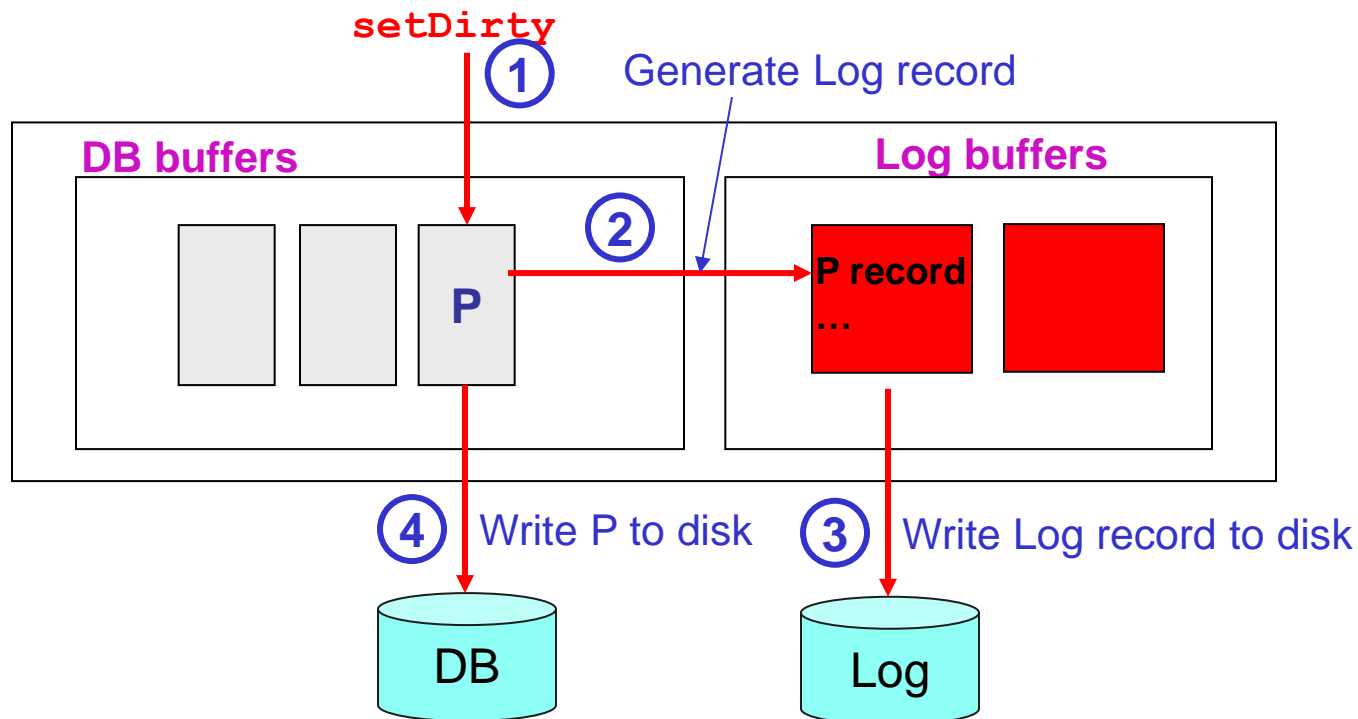 setDirty
1
Generate Log record
DB buffers
Log buffers
2
P
P record
…
4
Write P to disk
3
Write Log record to disk
DB
Log